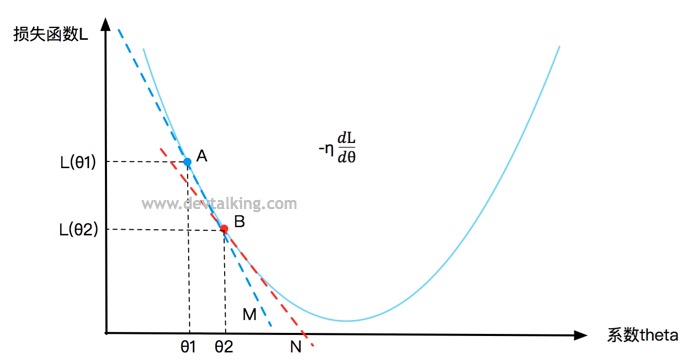 损失函数L
-η dL/dθ
A
L(θ1)
www.devtalking.com
B
L(θ2)
M
系数theta
θ1
θ2
N